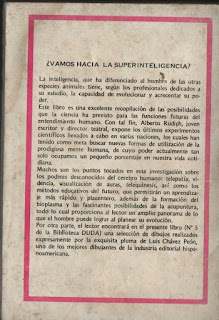 ¿VAMOS HACIA LA SUPERINTELIGENCIA?
La inteligencia, que ha diferenciado al hombre de las otras
especies animales tiene, según los profesionales dedicados a
su estudio, la capacidad de evolucionar y acrecentar su po-
der.
Este libro es una excelente recopilación de las posibilidades
que la ciencia ha previsto para las funciones futuras del
entendimiento humano. Con tal fin, Alberto Rúdich, joven
escritor y director teatral, expone los últimos experimentos
científicos llevados a cabo en varias naciones, los cuales han
tenido como meta buscar nuevas formas de utilización de la
prodigiosa mente humana, de cuyo poder actualmente tan
solo ocupamos un pequeño porcentaje en nuestra vida coti-
diana.
Muchos son los puntos tocados en esta investigación sobre
los poderes desconocidos del cerebro humano: telepatía, vi-
dencia, visualización de auras, telequinesis, así como los
métodos educativos del futuro, que permitirán un aprendiza-
je más rápido y placentero, además de la formación del
bioplasma y las fascinantes posibilidades de la acupuntura,
todo lo cual proporciona al lector un amplio panorama de lo
que el hombre puede lograr al planear su evolución.
Por otra parte, el lector encontrará en el presente libro (Nº 5
de la Biblioteca DUDA) una selección de dibujos realizados
expresamente por la exquisita pluma de Luis Chávez Peón,
uno de los mejores dibujantes de la industria editorial hispa-
noamericana.